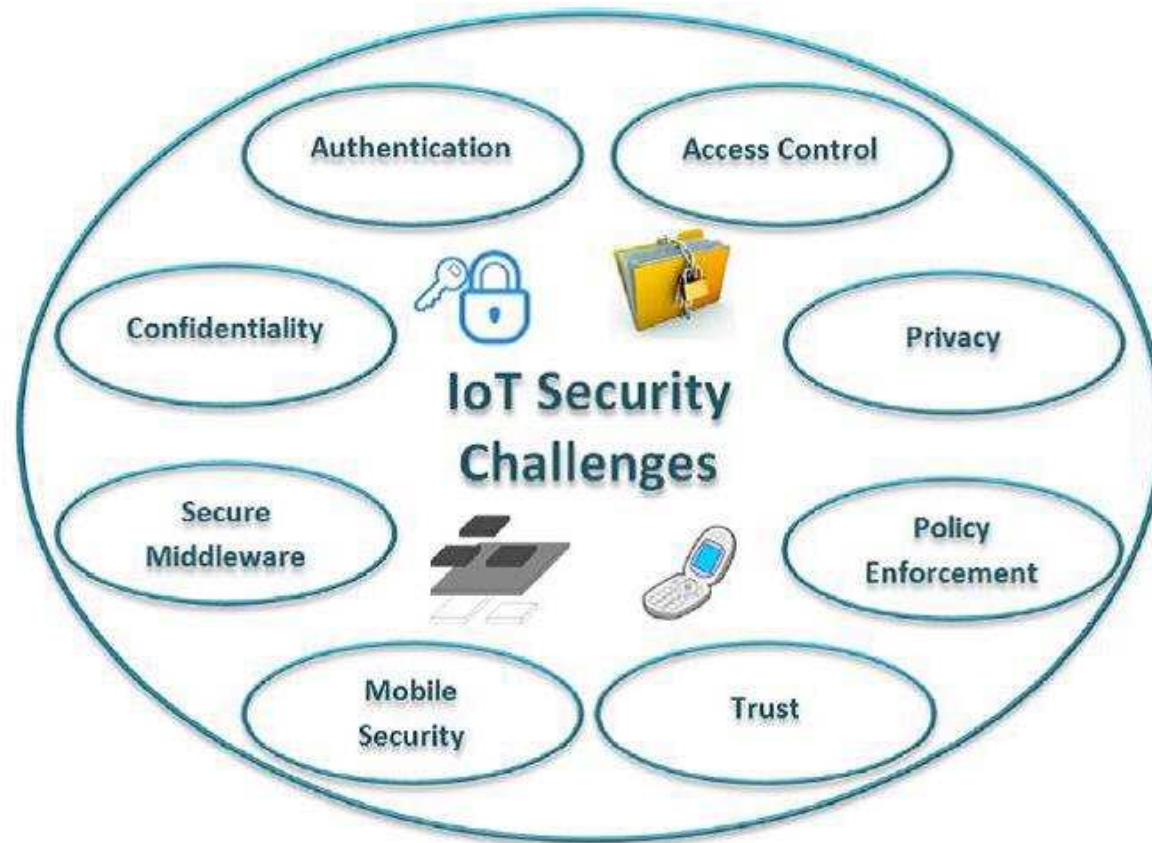 Authentication
Access Control
Confidentiality
Privacy
IoT Security
Challenges
Secure
Middleware
Policy
Enforcement
Mobile
Security
Trust